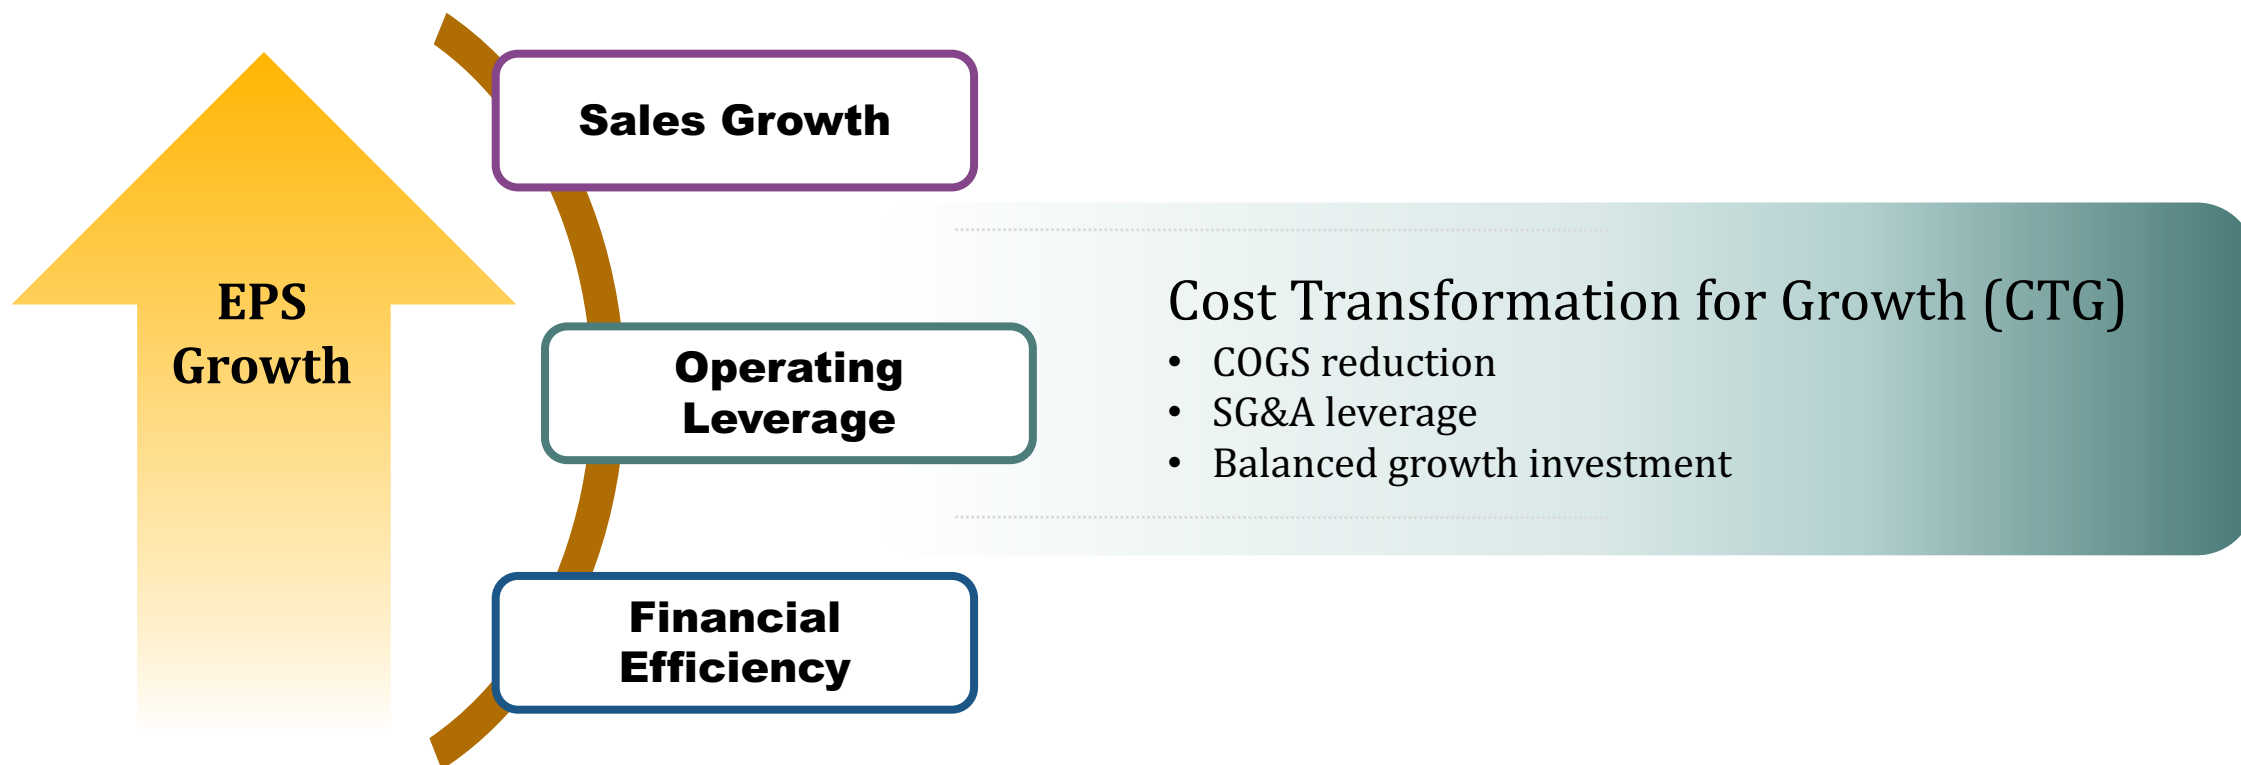 EPS
Growth
Sales Growth
Operating
Leverage
Financial
Efficiency
Cost Transformation for Growth (CTG)
• COGS reduction
• SG&A leverage
• Balanced growth investment